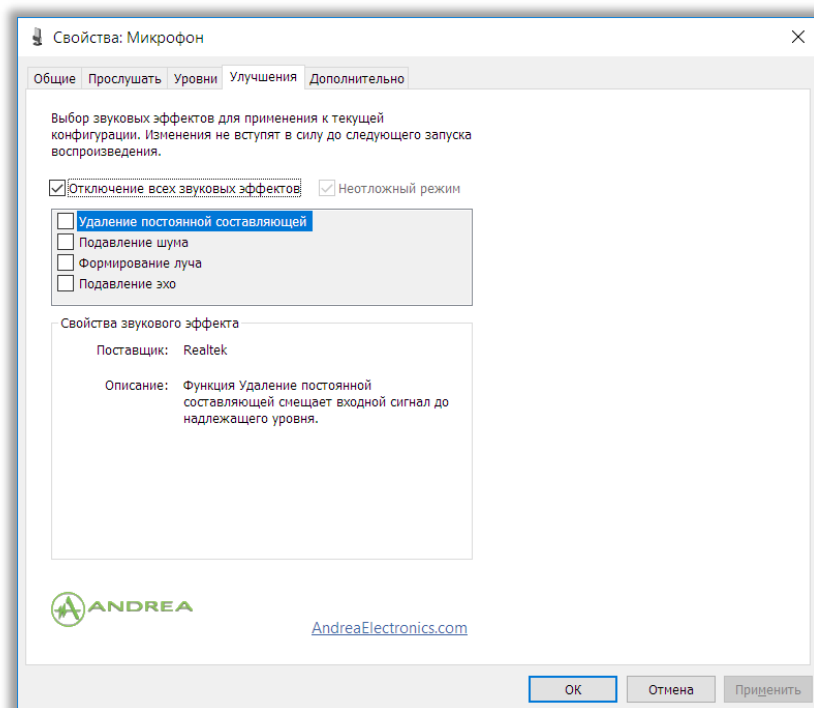 Свойства: Микрофон
Общие Прослушать Уровни Улучшения Дополнительно
Выбор звуковых эффектов для применения к текущей
конфигурации. Изменения не вступят в силу до следующего запуска
воспроизведения.
Отключение всех звуковых эффектов Неотложный режим
Удаление постоянной составляющей
Подавление шума
Формирование луча
Подавление эхо
Свойства звукового эффекта
Поставщик: Realtek
Описание: Функция Удаление постоянной
составляющей смещает входной сигнал до
надлежащего уровня.
ANDREA
AndreaElectronics.com
ОК Отмена Применить